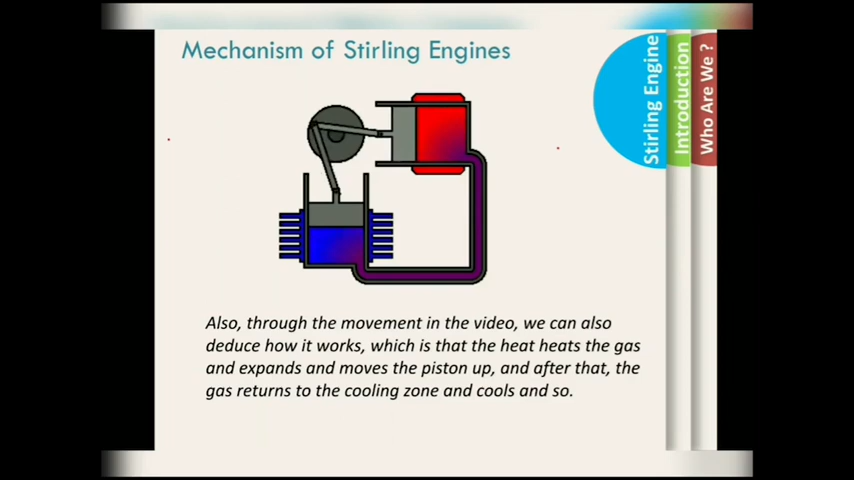 Mechanism of Stirling Engines
Stirling Engine
Introduction
Who Are We ?
Also, through the movement in the video, we can also
deduce how it works, which is that the heat heats the gas
and expands and moves the piston up, and after that, the
gas returns to the cooling zone and cools and so.